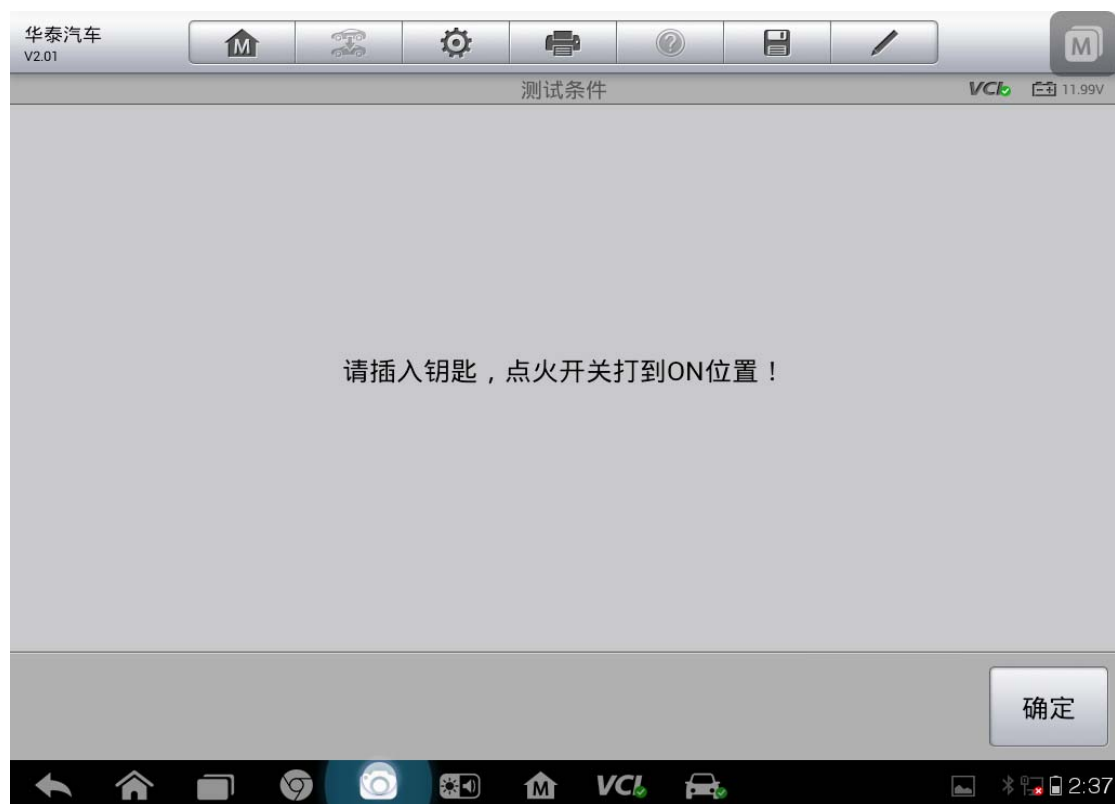 华泰汽车
V2.01
M
M
测试条件
VCI
11.99V
请插入钥匙，点火开关打到ON位置！
确定
M
VCI
2:37